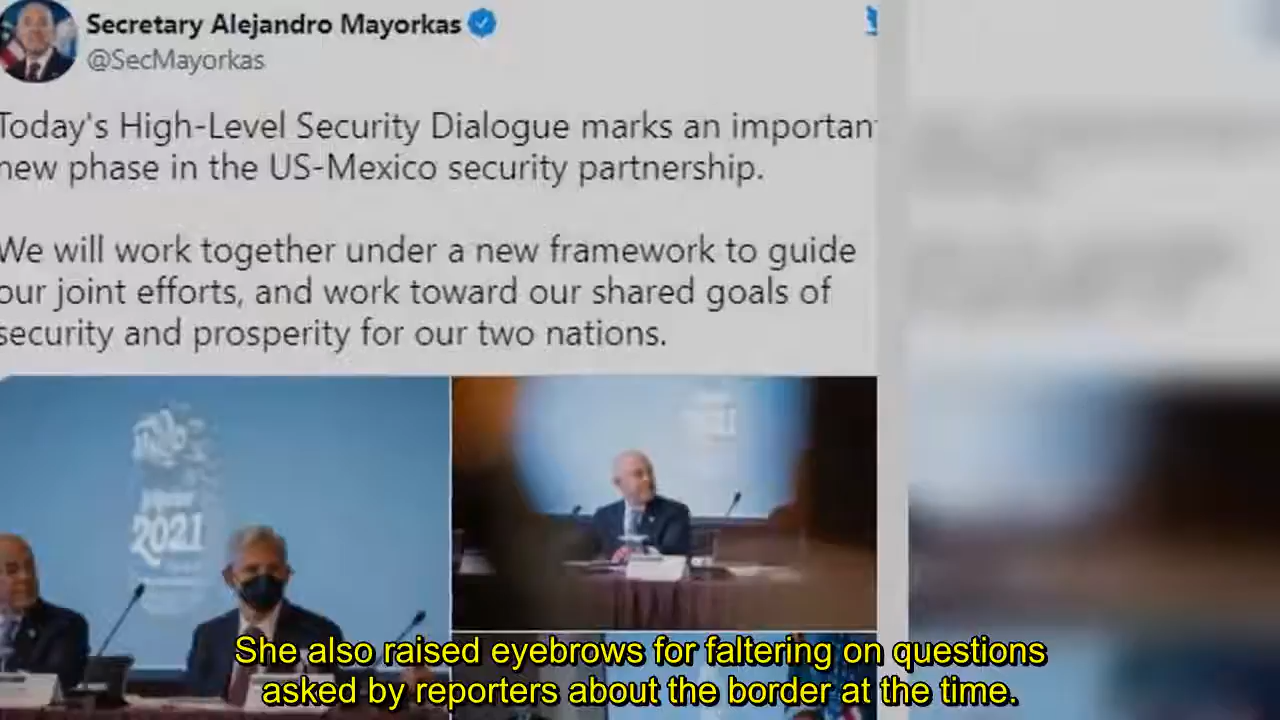 Secretary Alejandro Mayorkas
@SecMayorkas
Today's High-Level Security Dialogue marks an important
new phase in the US-Mexico security partnership.
We will work together under a new framework to guide
our joint efforts, and work toward our shared goals of
security and prosperity for our two nations.
2021
She also raised eyebrows for faltering on questions
asked by reporters about the border at the time.